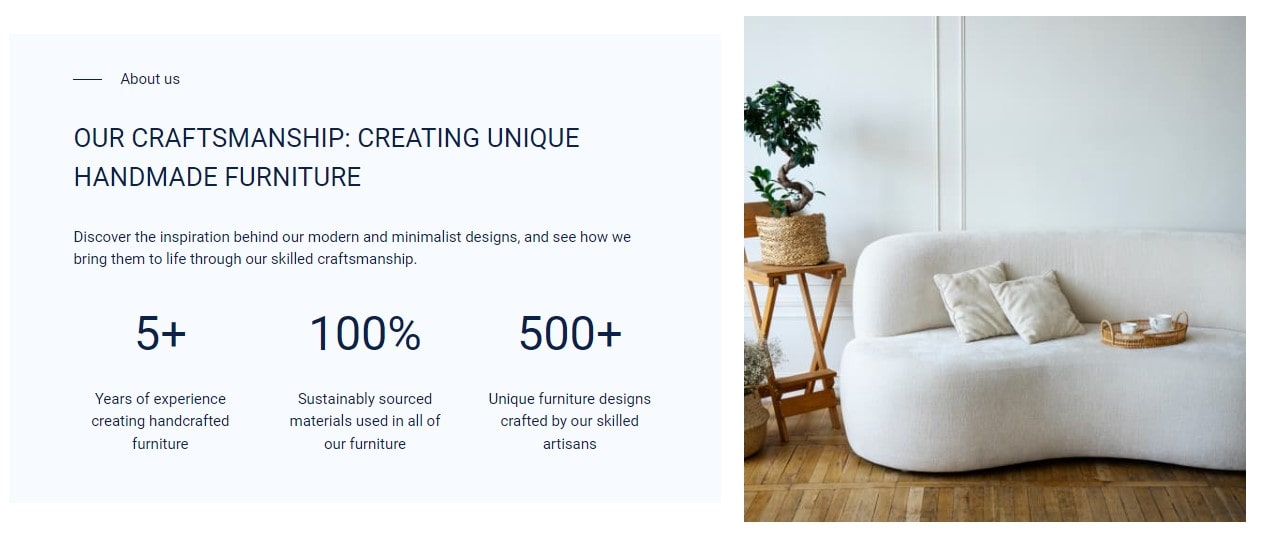 About us
OUR CRAFTSMANSHIP: CREATING UNIQUE
HANDMADE FURNITURE
Discover the inspiration behind our modern and minimalist designs, and see how we
bring them to life through our skilled craftsmanship.
5+
Years of experience
creating handcrafted
furniture
100%
Sustainably sourced
materials used in all of
our furniture
500+
Unique furniture designs
crafted by our skilled
artisans